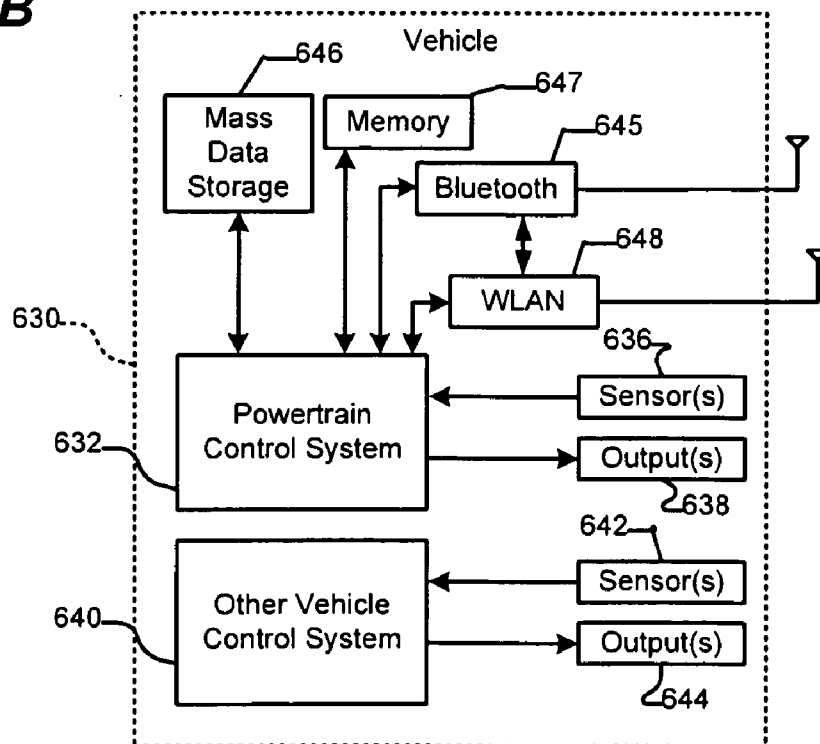 B
Vehicle
646
647
Mass
Data
Storage
Memory
645
Bluetooth
648
WLAN
630
636
Sensor(s)
Powertrain
Control System
632
Output(s)
638
642
Sensor(s)
Other Vehicle
Control System
640
Output(s)
644